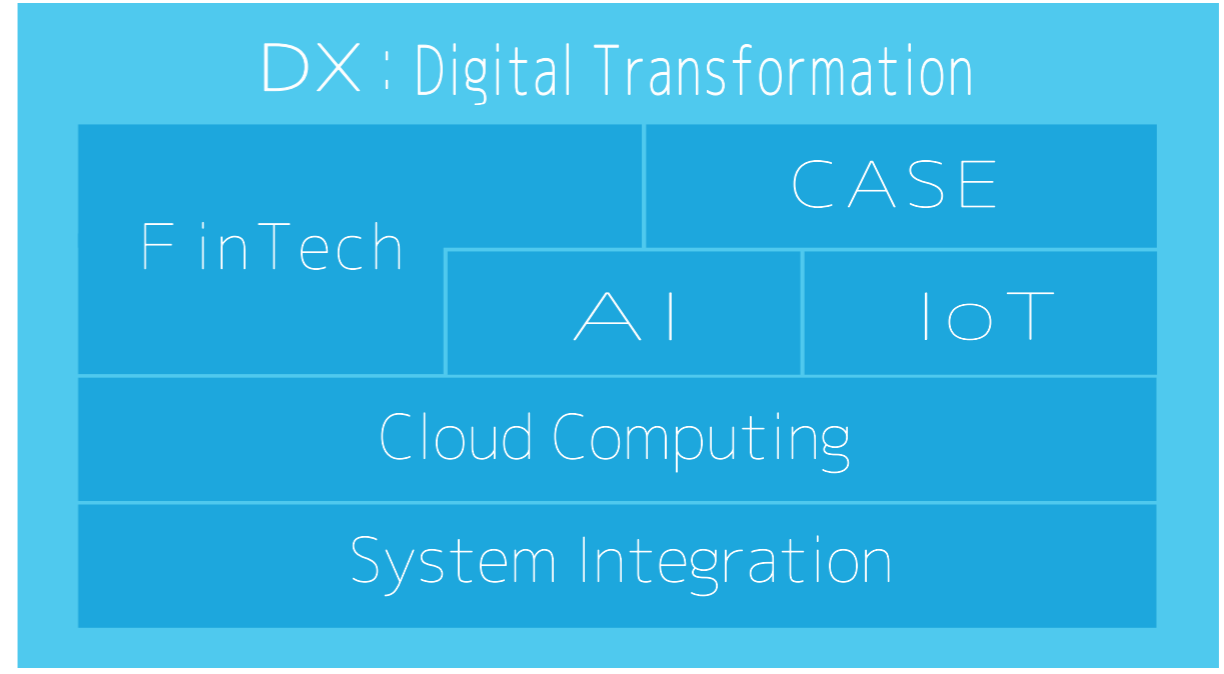 DX：Digital Transformation
CASE
FinTech
AI
IoT
Cloud Computing
System Integration